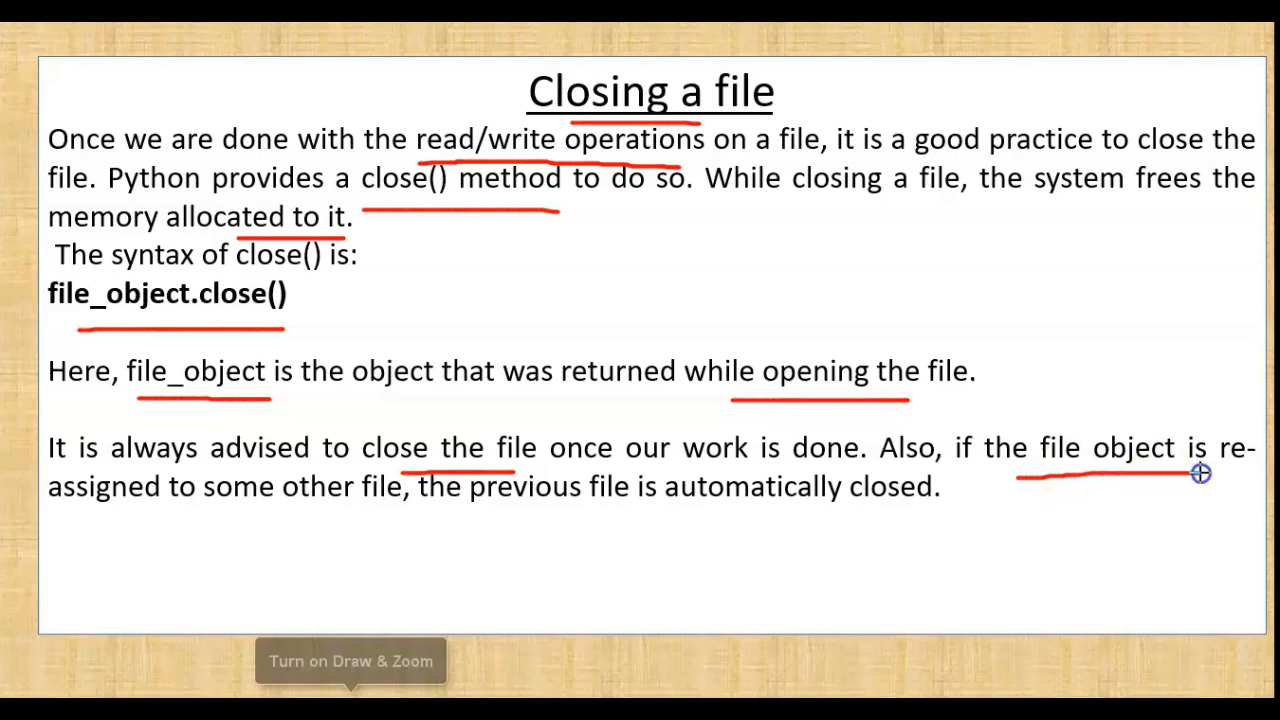 Closing a file
Once we are done with the read/write operations on a file, it is a good practice to close the
file. Python provides a close() method to do so. While closing a file, the system frees the
memory allocated to it.
The syntax of close() is:
file_object.close()
Here, file_object is the object that was returned while opening the file.
It is always advised to close the file once our work is done. Also, if the file object is re-
assigned to some other file, the previous file is automatically closed.
Turn on Draw & Zoom